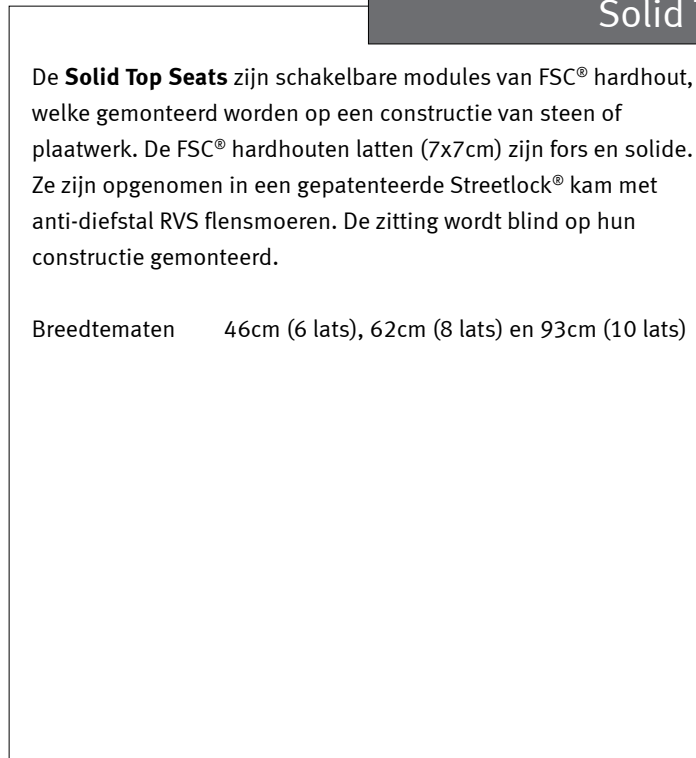 Solid
De Solid Top Seats zijn schakelbare modules van FSC® hardhout,
welke gemonteerd worden op een constructie van steen of
plaatwerk. De FSC® hardhouten latten (7x7cm) zijn fors en solide.
Ze zijn opgenomen in een gepatenteerde Streetlock® kam met
anti-diefstal RVS flensmoeren. De zitting wordt blind op hun
constructie gemonteerd.
Breedtematen 46cm (6 lats), 62cm (8 lats) en 93cm (10 lats)